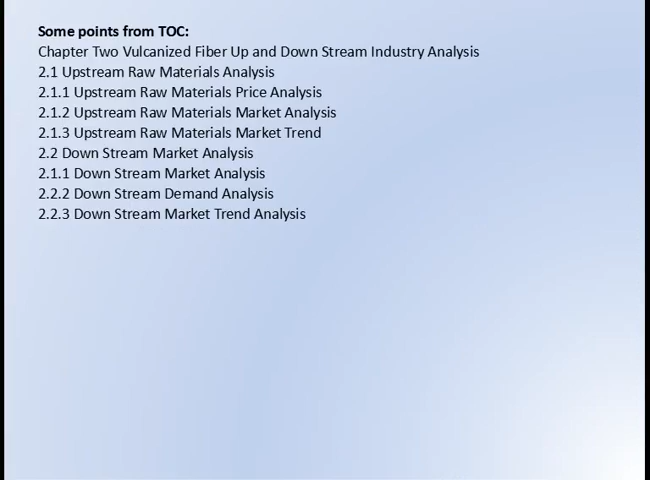 Some points from TOC:
Chapter Two Vulcanized Fiber Up and Down Stream Industry Analysis
2.1 Upstream Raw Materials Analysis
2.1.1 Upstream Raw Materials Price Analysis
2.1.2 Upstream Raw Materials Market Analysis
2.1.3 Upstream Raw Materials Market Trend
2.2 Down Stream Market Analysis
2.1.1 Down Stream Market Analysis
2.2.2 Down Stream Demand Analysis
2.2.3 Down Stream Market Trend Analysis